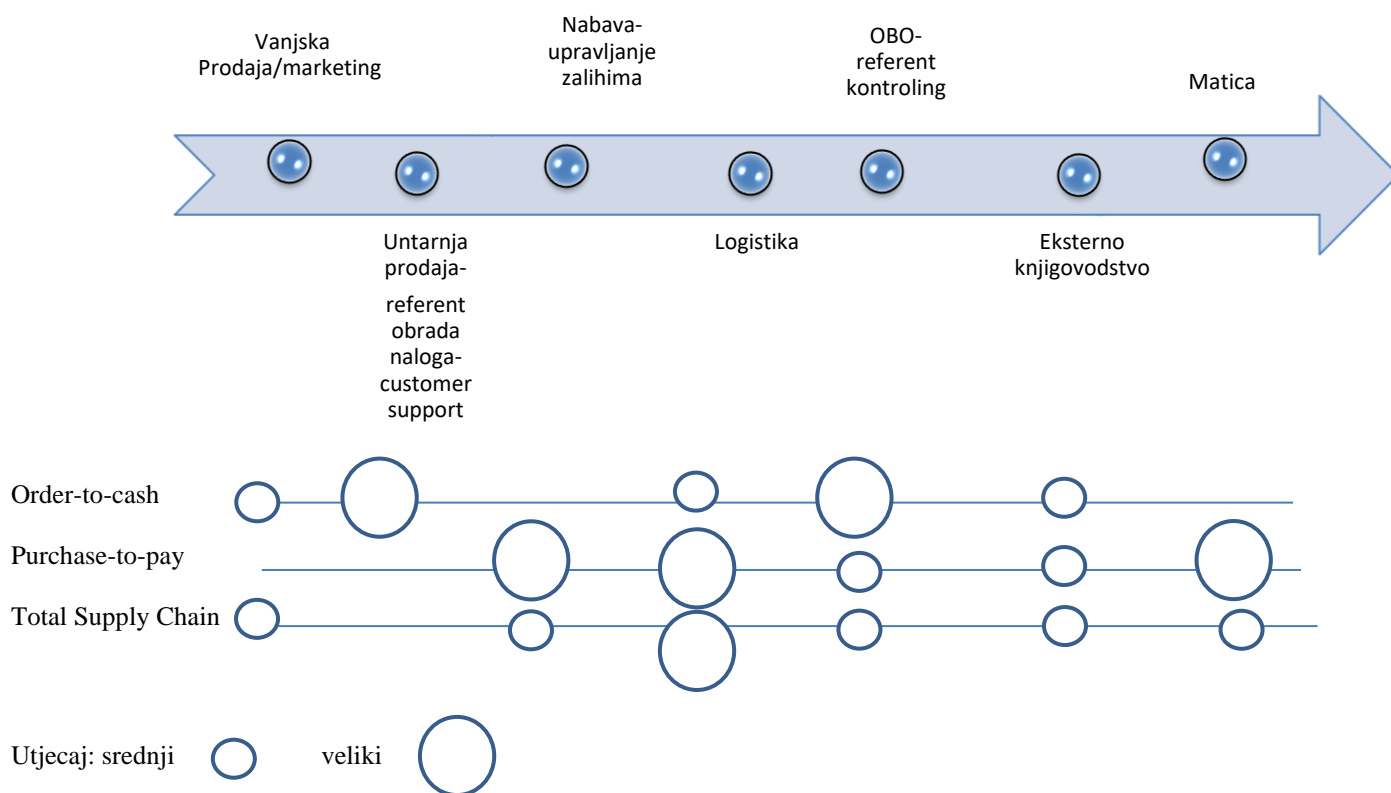 Vanjska
Prodaja/marketing
Nabava-
upravljanje
zalihima
OBO-
referent
kontroling
Matica
Untarnja
prodaja-
referent
obrada
naloga-
customer
support
Logistika
Eksterno
knjigovodstvo
Order-to-cash
Purchase-to-pay
Total Supply Chain
Utjecaj: srednji veliki